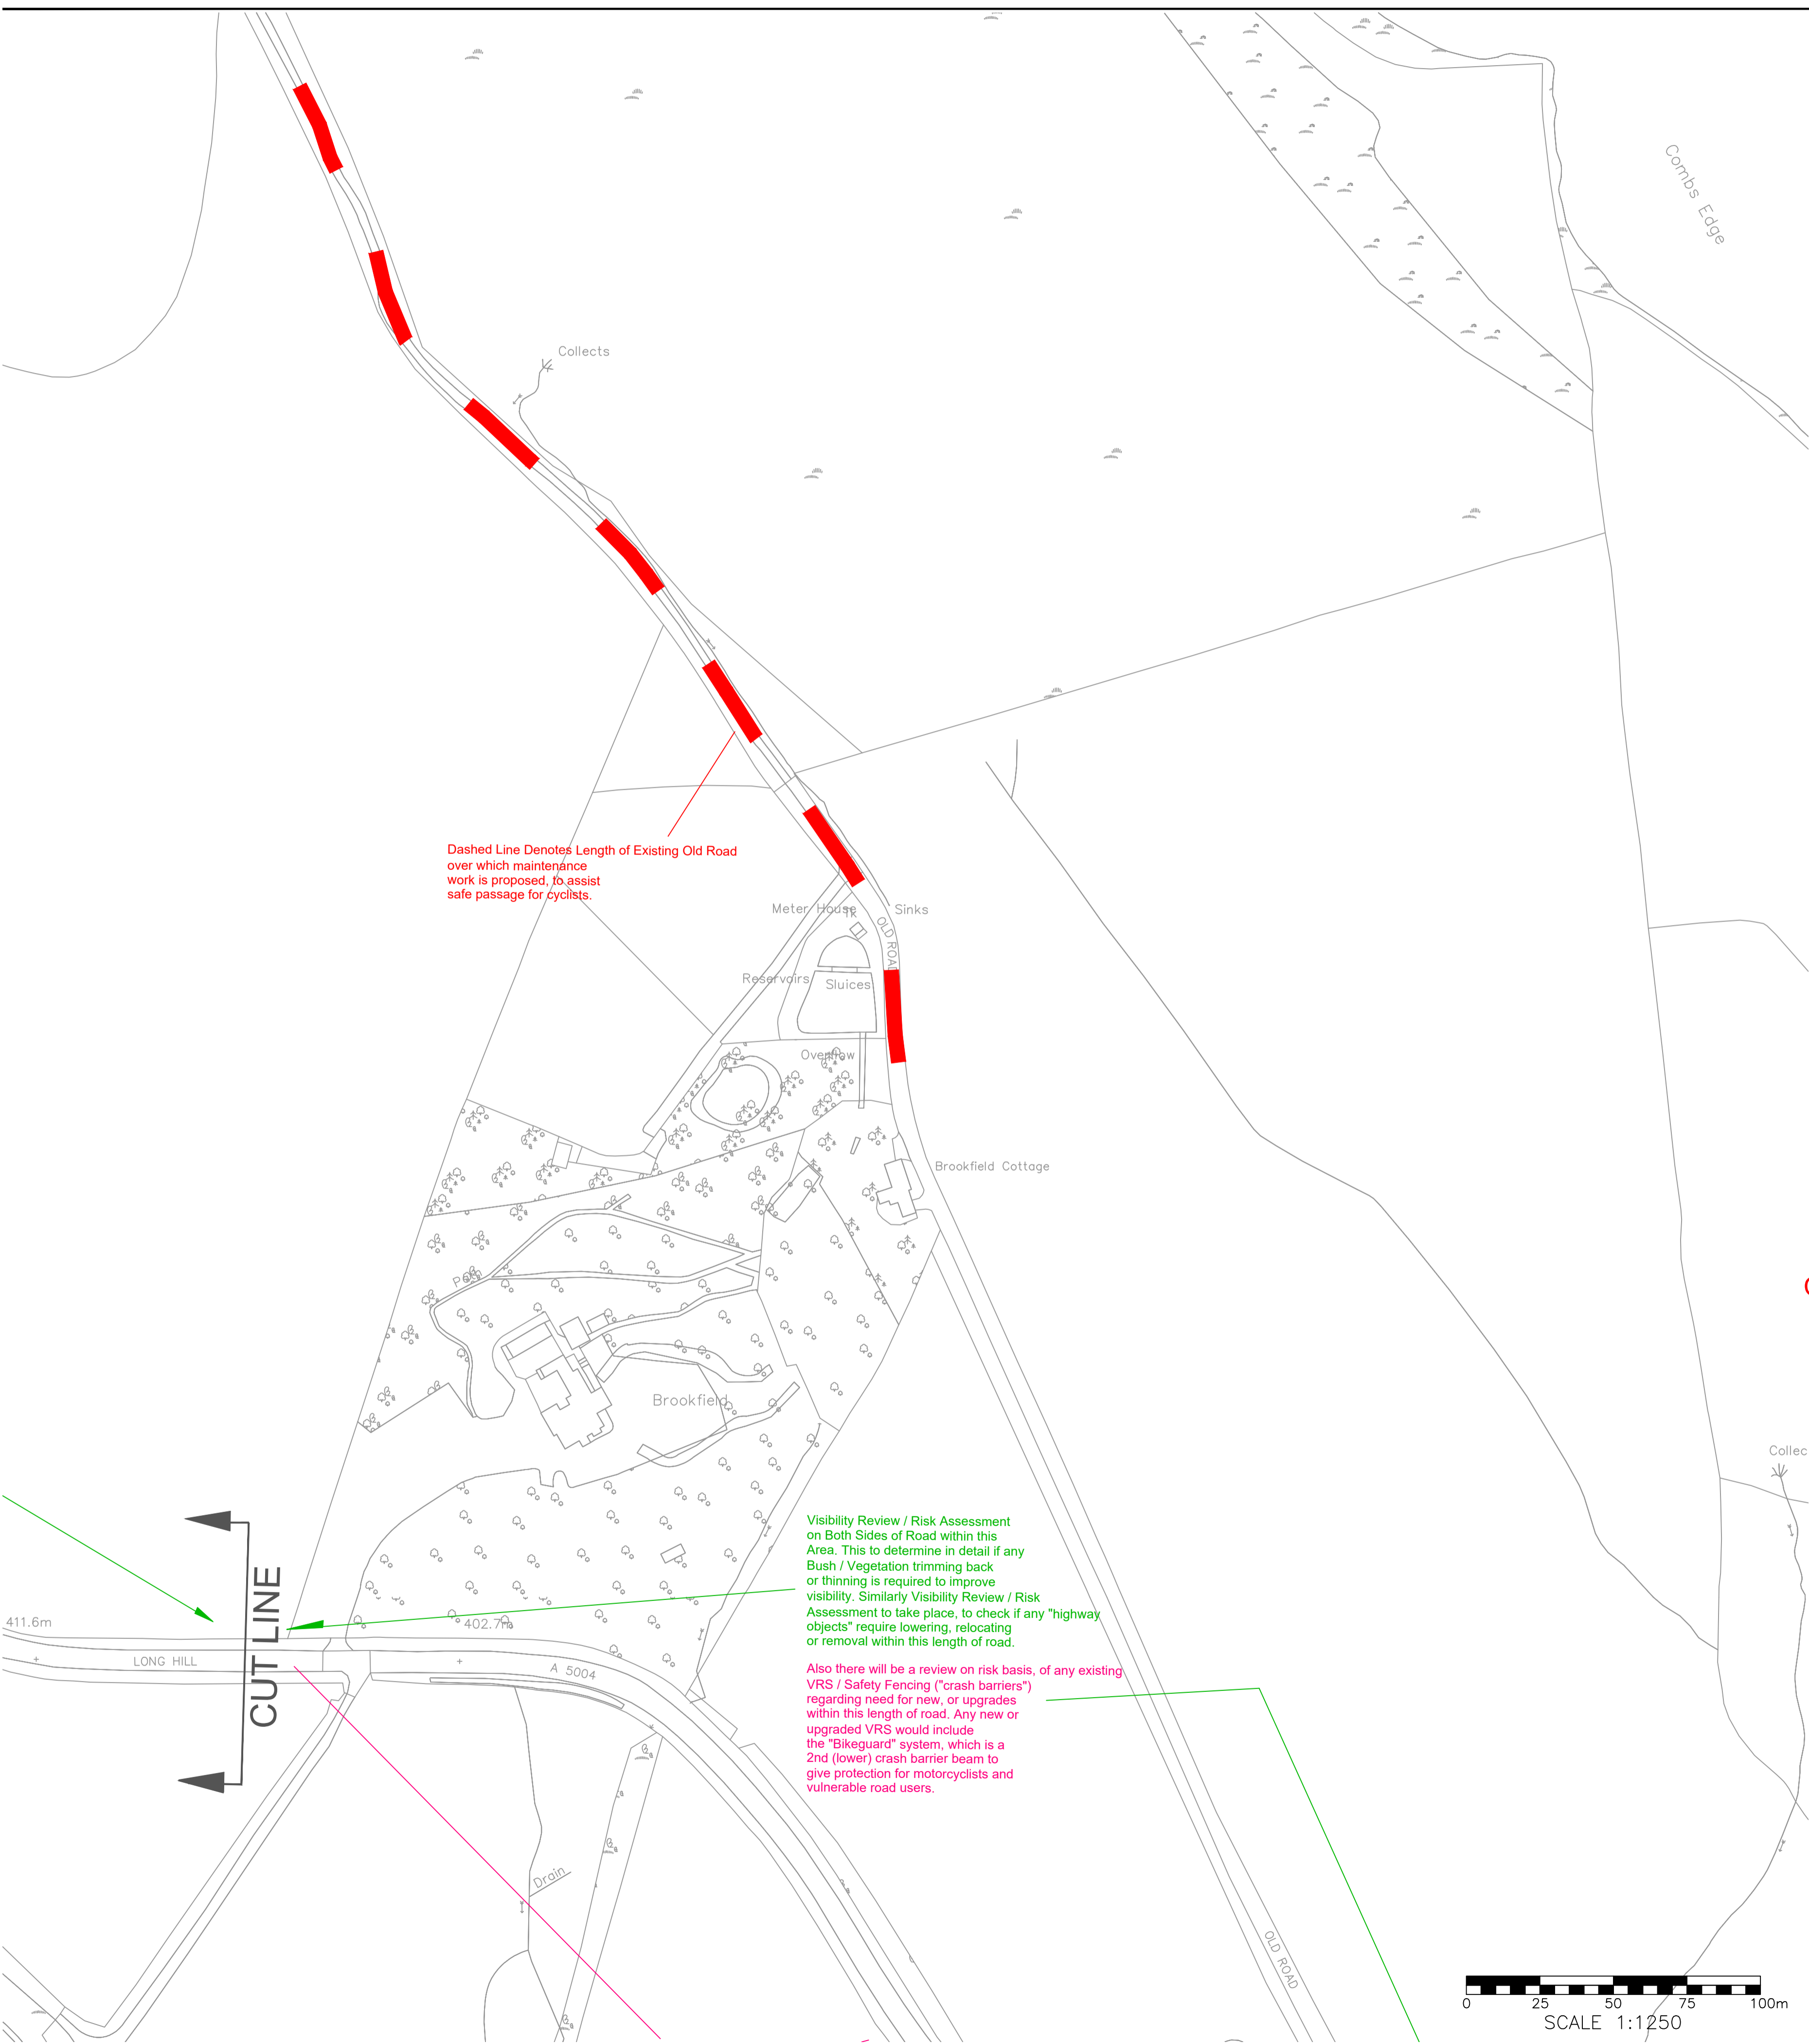 Combs Edge
Collects
Dashed Line Denotes Length of Existing Old Road
over which maintenance
work is proposed, to assist
safe passage for cyclists.
Meter House
Tk
Sinks
OLD ROAD
Reservoirs
Sluices
Overflow
Brookfield Cottage
Path
Brookfield
Collec
Visibility Review / Risk Assessment
on Both Sides of Road within this
Area. This to determine in detail if any
Bush / Vegetation trimming back
or thinning is required to improve
visibility. Similarly Visibility Review / Risk
Assessment to take place, to check if any "highway
objects" require lowering, relocating
or removal within this length of road.
CUT LINE
411.6m
402.7m
LONG HILL
A 5004
Also there will be a review on risk basis, of any existing
VRS / Safety Fencing ("crash barriers")
regarding need for new, or upgrades
within this length of road. Any new or
upgraded VRS would include
the "Bikeguard" system, which is a
2nd (lower) crash barrier beam to
give protection for motorcyclists and
vulnerable road users.
Drain
OLD ROAD
0 25 50 75 100m
SCALE 1:1250